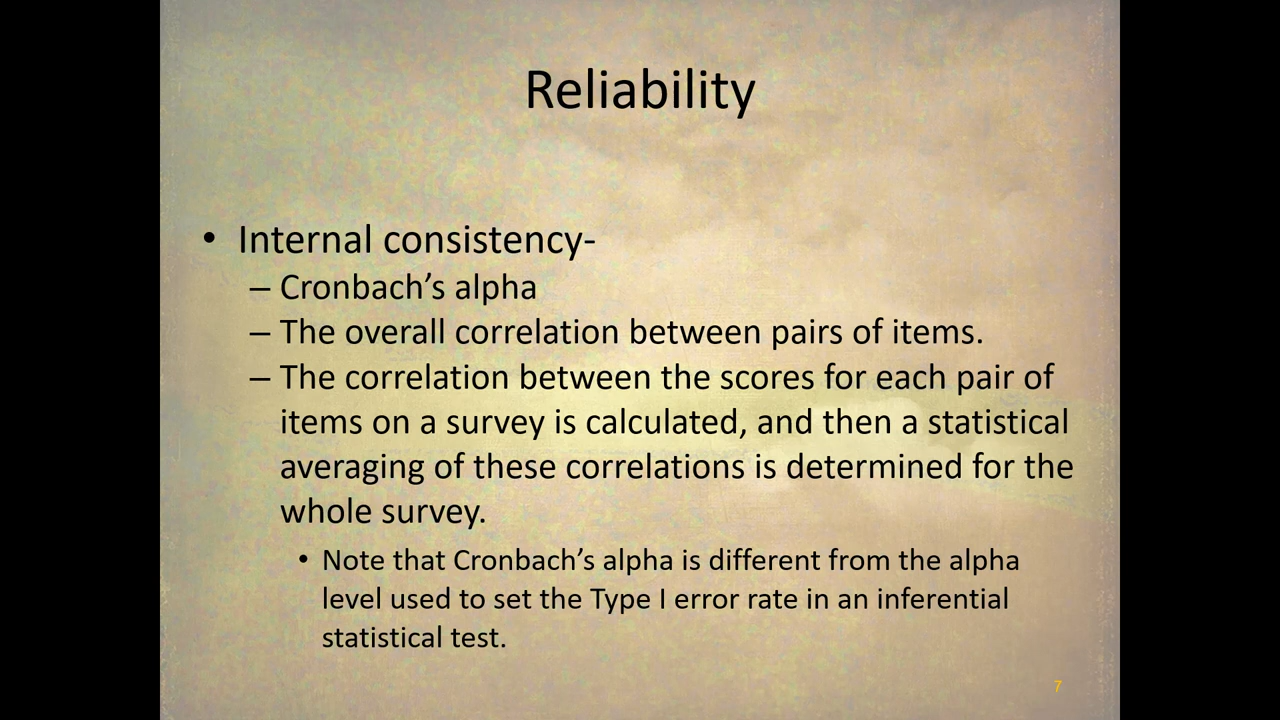 Reliability
• Internal consistency-
– Cronbach’s alpha
– The overall correlation between pairs of items.
– The correlation between the scores for each pair of
items on a survey is calculated, and then a statistical
averaging of these correlations is determined for the
whole survey.
• Note that Cronbach’s alpha is different from the alpha
level used to set the Type I error rate in an inferential
statistical test.
7